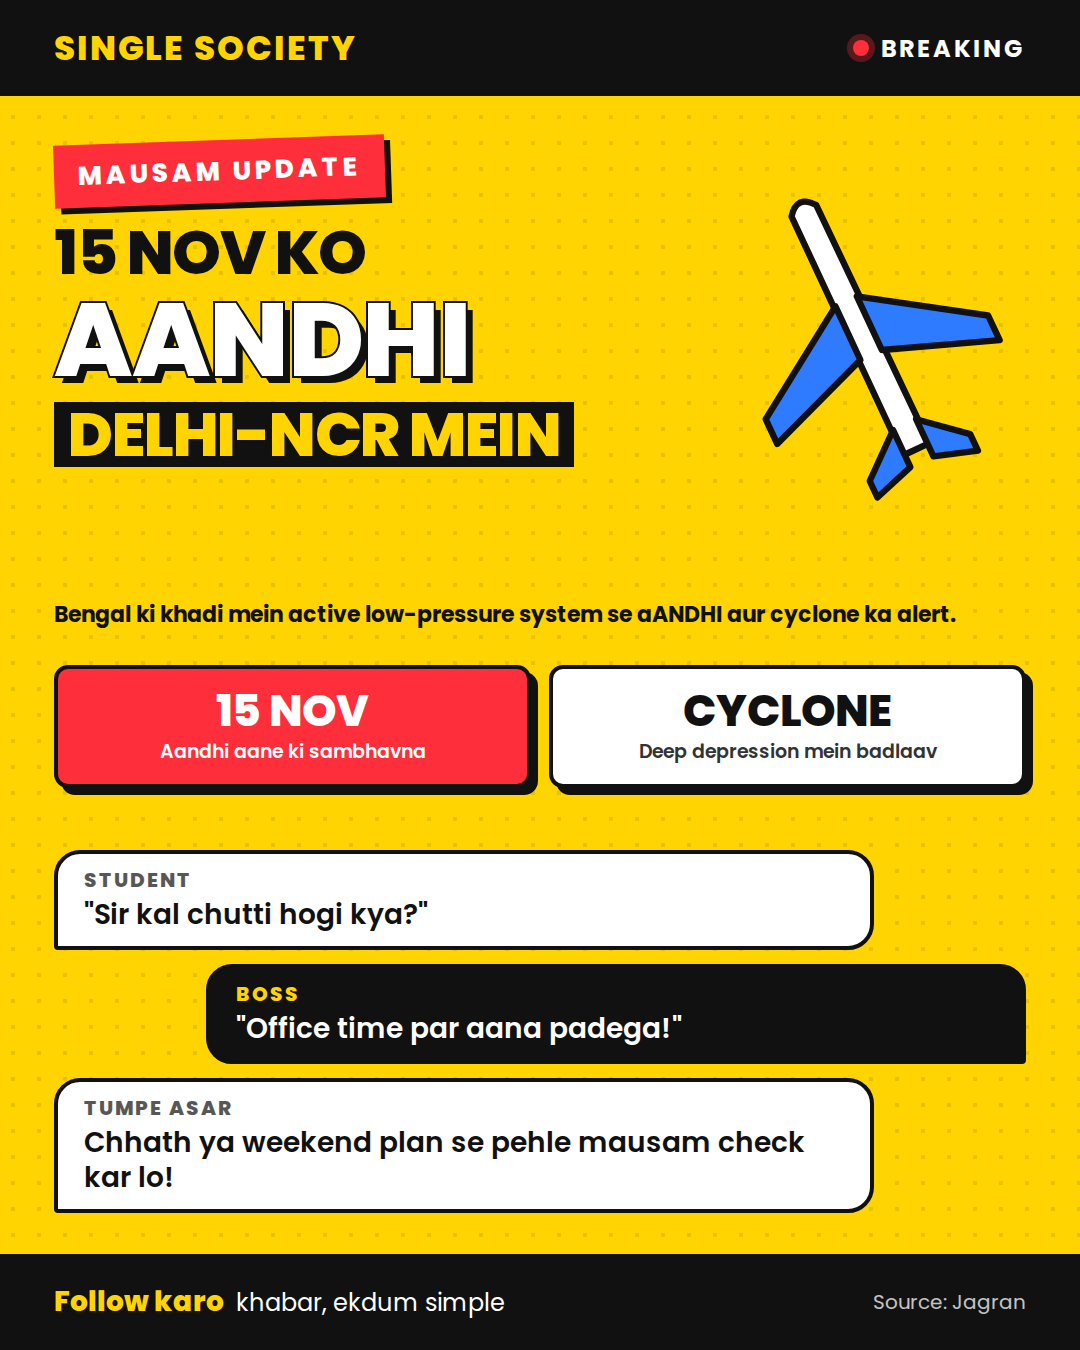 SINGLE SOCIETY
BREAKING
MAUSAM UPDATE
15 NOV KO
AANDHI
DELHI-NCR MEIN
Bengal ki khadi mein active low-pressure system se aANDHI aur cyclone ka alert.
15 NOV
Aandhi aane ki sambhavna
CYCLONE
Deep depression mein badlaav
STUDENT
"Sir kal chutti hogi kya?"
BOSS
"Office time par aana padega!"
TUMPE ASAR
Chhath ya weekend plan se pehle mausam check
kar lo!
Follow karo khabar, ekdum simple
Source: Jagran